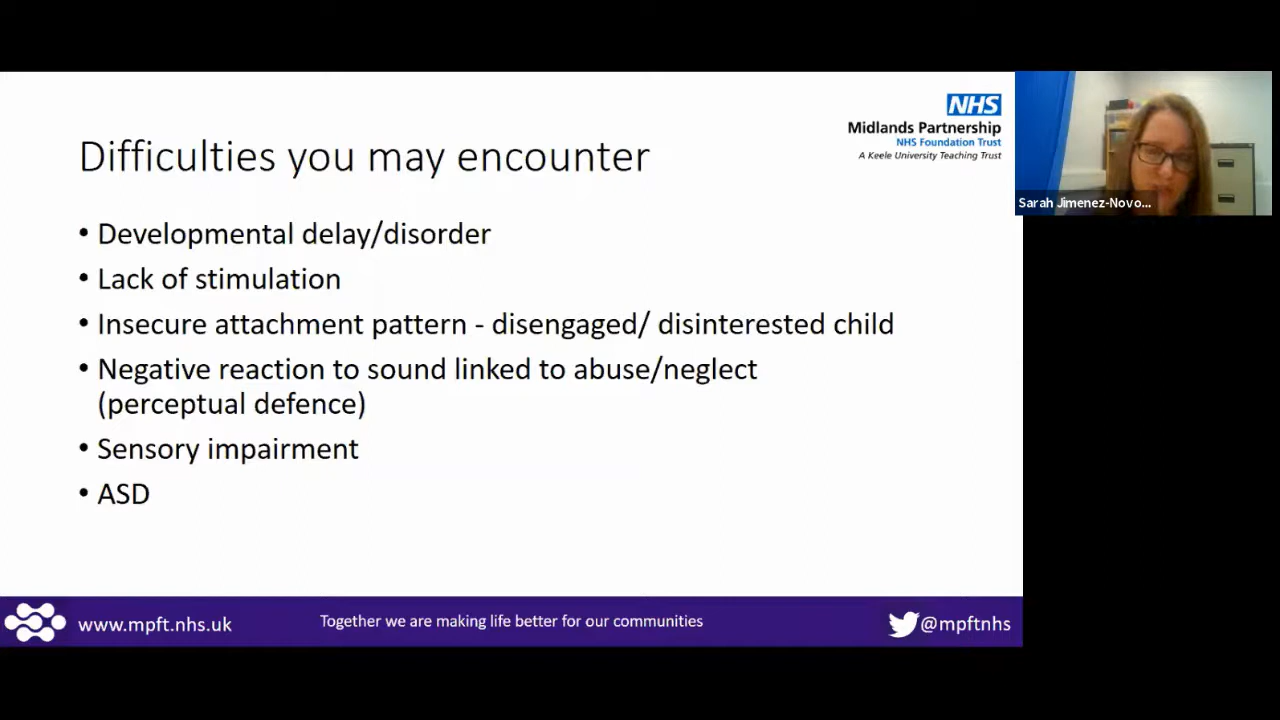 NHS
Midlands Partnership
NHS Foundation Trust
A Keele University Teaching Trust
Difficulties you may encounter
• Developmental delay/disorder
• Lack of stimulation
• Insecure attachment pattern - disengaged/ disinterested child
• Negative reaction to sound linked to abuse/neglect
(perceptual defence)
• Sensory impairment
• ASD
Sarah Jimenez-Novo...
www.mpft.nhs.uk
Together we are making life better for our communities
@mpftnhs